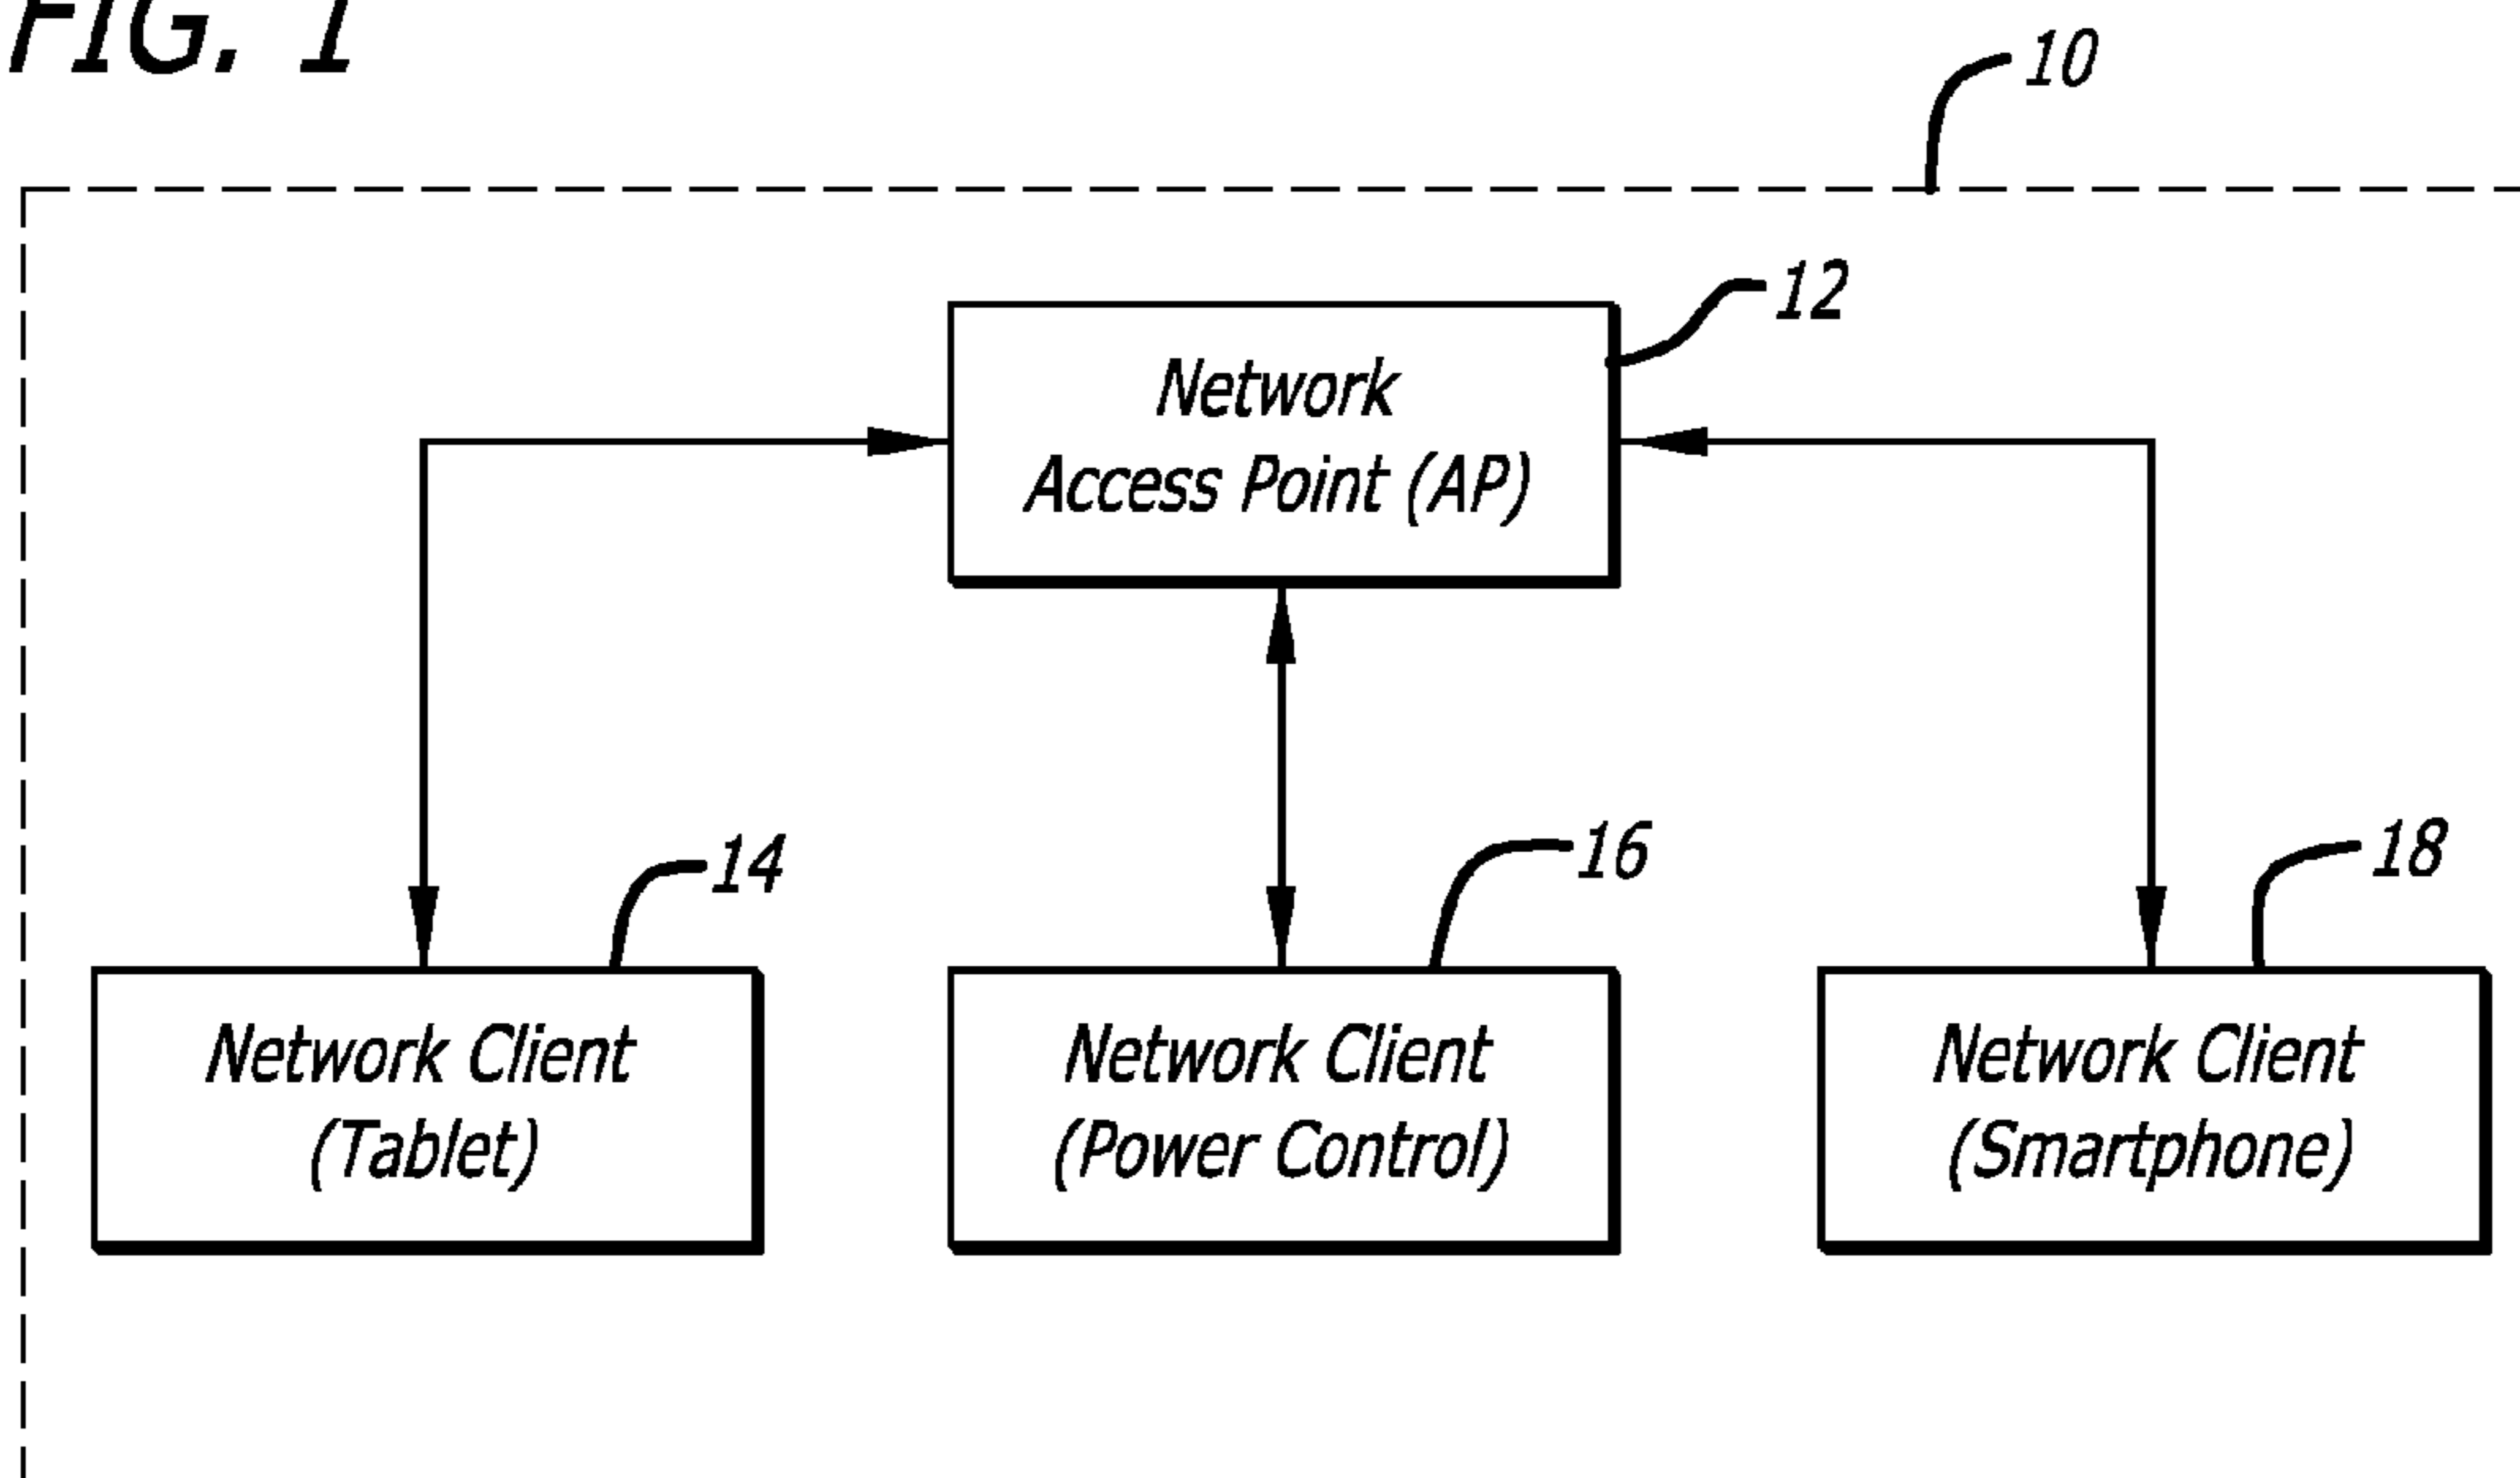 FIG. 1
10
12
Network
Access Point (AP)
14
16
18
Network Client
(Tablet)
Network Client
(Power Control)
Network Client
(Smartphone)